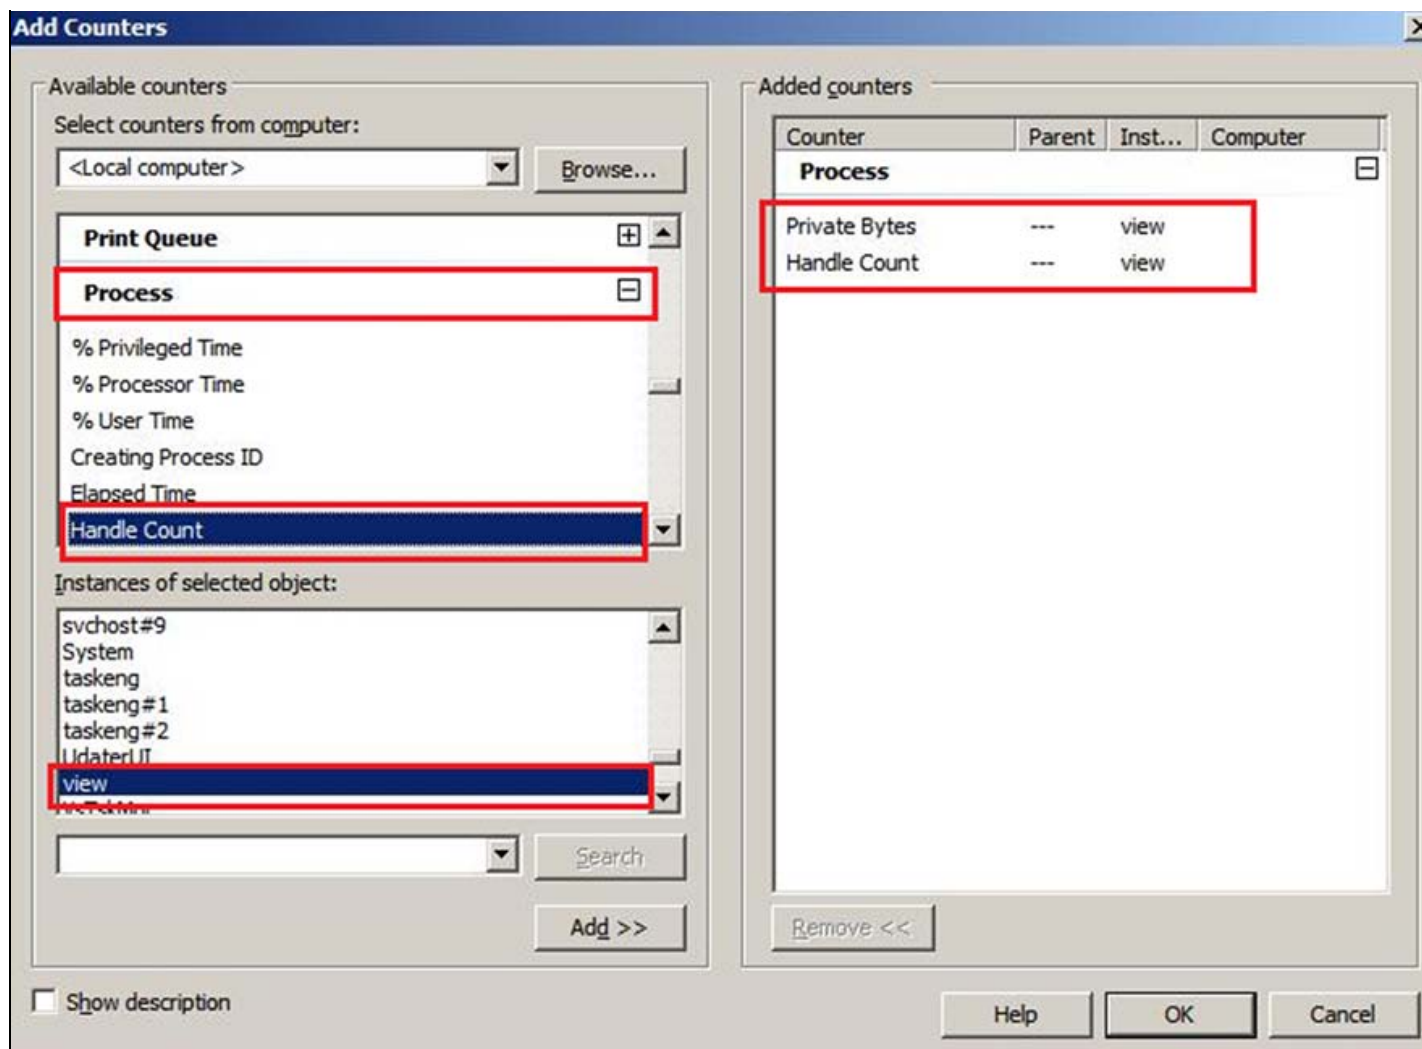 Add Counters
Available counters
Select counters from computer:
<Local computer>
Browse...
Print Queue
Process
% Privileged Time
% Processor Time
% User Time
Creating Process ID
Elapsed Time
Handle Count
Instances of selected object:
svchost#9
System
taskeng
taskeng#1
taskeng#2
UdaterUI
view
Search
Add >>
Show description
Added counters
Counter Parent Inst... Computer
Process
Private Bytes --- view
Handle Count --- view
Remove <<
Help OK Cancel